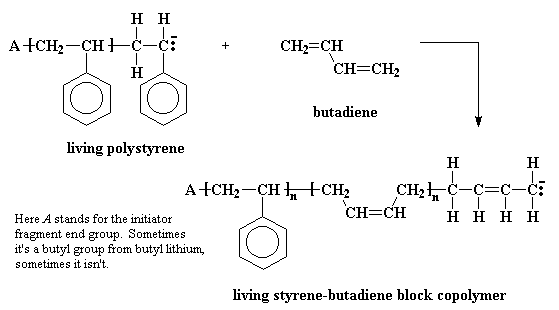 H H
A CH₂ CH C C:⁻
H
+
CH₂=CH
CH=CH₂
living polystyrene
butadiene
H H
A CH₂ CH n CH₂ CH₂ n C C=C C:⁻
CH=CH
H H H H
Here A stands for the initiator
fragment end group. Sometimes
it's a butyl group from butyl lithium,
sometimes it isn't.
living styrene-butadiene block copolymer